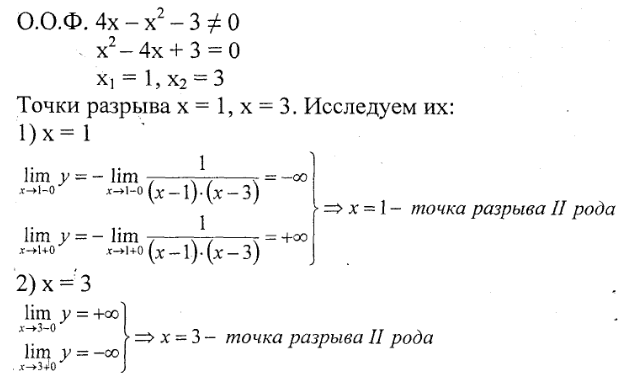 О.О.Ф. 4x – x² – 3 ≠ 0
x² – 4x + 3 = 0
x₁ = 1, x₂ = 3
Точки разрыва x = 1, x = 3. Исследуем их:
1) x = 1
lim_{x→1−0} y = − lim_{x→1−0} 1/((x−1)·(x−3)) = −∞
lim_{x→1+0} y = − lim_{x→1+0} 1/((x−1)·(x−3)) = +∞
} ⇒ x = 1 – точка разрыва II рода
2) x = 3
lim_{x→3−0} y = +∞
lim_{x→3+0} y = −∞
} ⇒ x = 3 – точка разрыва II рода